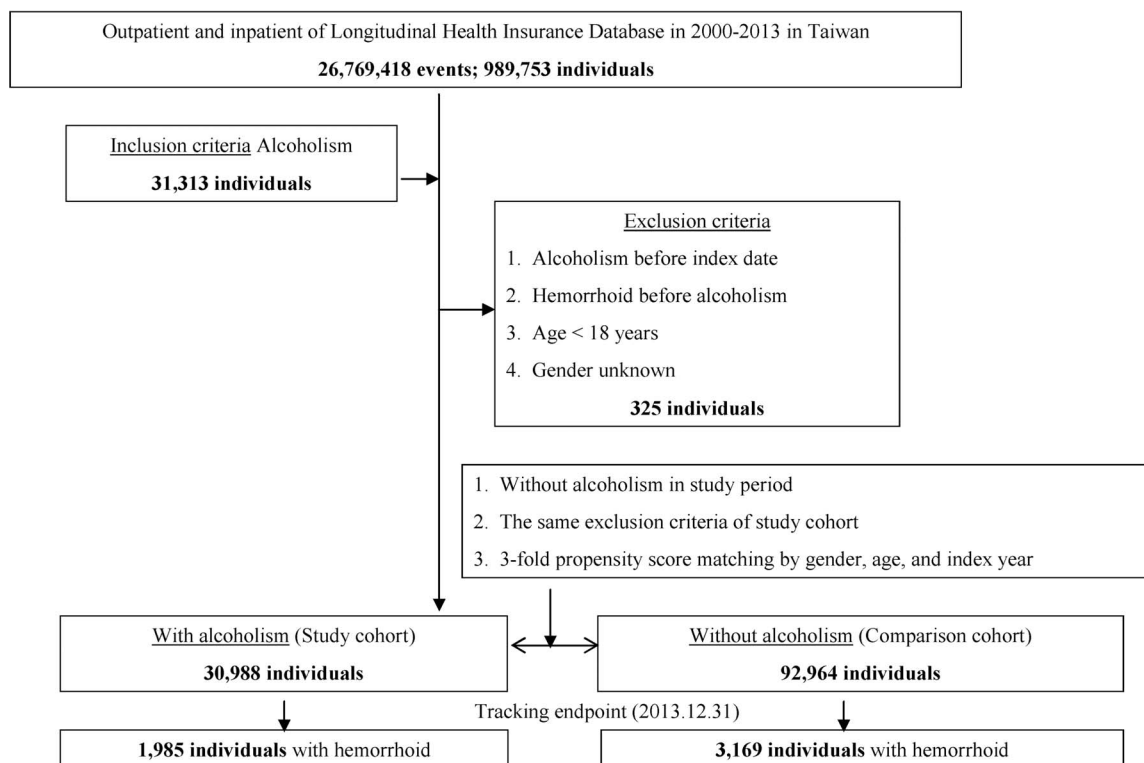 Outpatient and inpatient of Longitudinal Health Insurance Database in 2000-2013 in Taiwan
26,769,418 events; 989,753 individuals
Inclusion criteria Alcoholism
31,313 individuals
Exclusion criteria
1. Alcoholism before index date
2. Hemorrhoid before alcoholism
3. Age < 18 years
4. Gender unknown
325 individuals
1. Without alcoholism in study period
2. The same exclusion criteria of study cohort
3. 3-fold propensity score matching by gender, age, and index year
With alcoholism (Study cohort)
30,988 individuals
Without alcoholism (Comparison cohort)
92,964 individuals
Tracking endpoint (2013.12.31)
1,985 individuals with hemorrhoid
3,169 individuals with hemorrhoid